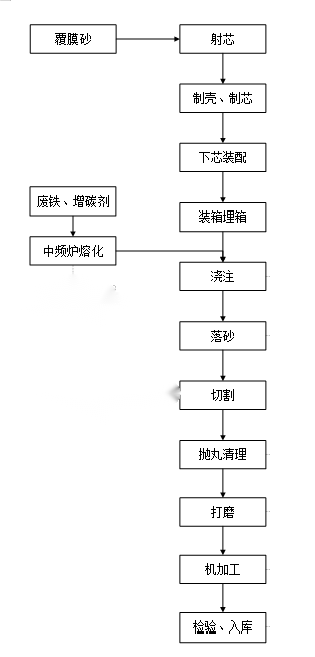 覆膜砂
射芯
制壳、制芯
下芯装配
废铁、增碳剂
装箱埋箱
中频炉熔化
浇注
落砂
切割
抛丸清理
打磨
机加工
检验、入库